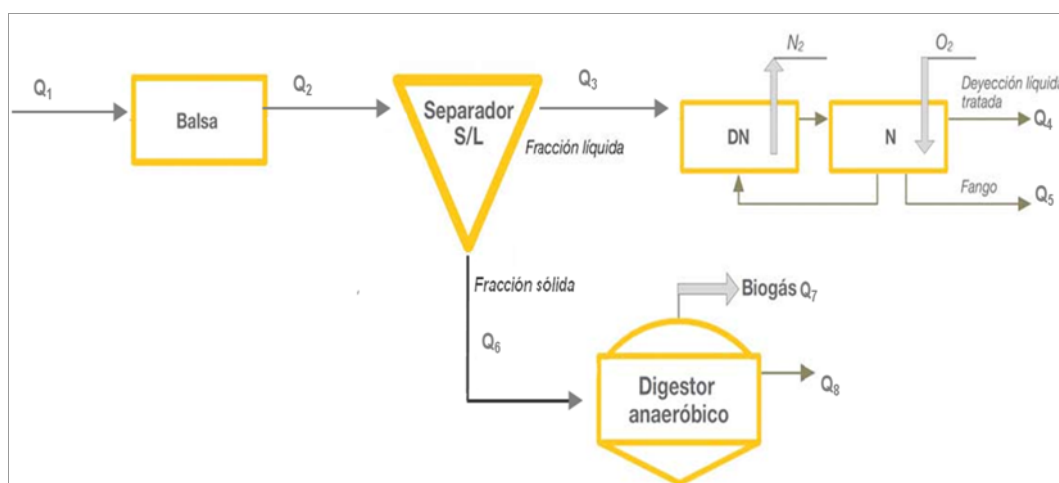 Q1
Balsa
Q2
Separador
S/L
Fracción líquida
Q3
DN
N2
N
O2
Deyección líquida
tratada
Q4
Fango
Q5
Fracción sólida
Q6
Biogás Q7
Digestor
anaeróbico
Q8